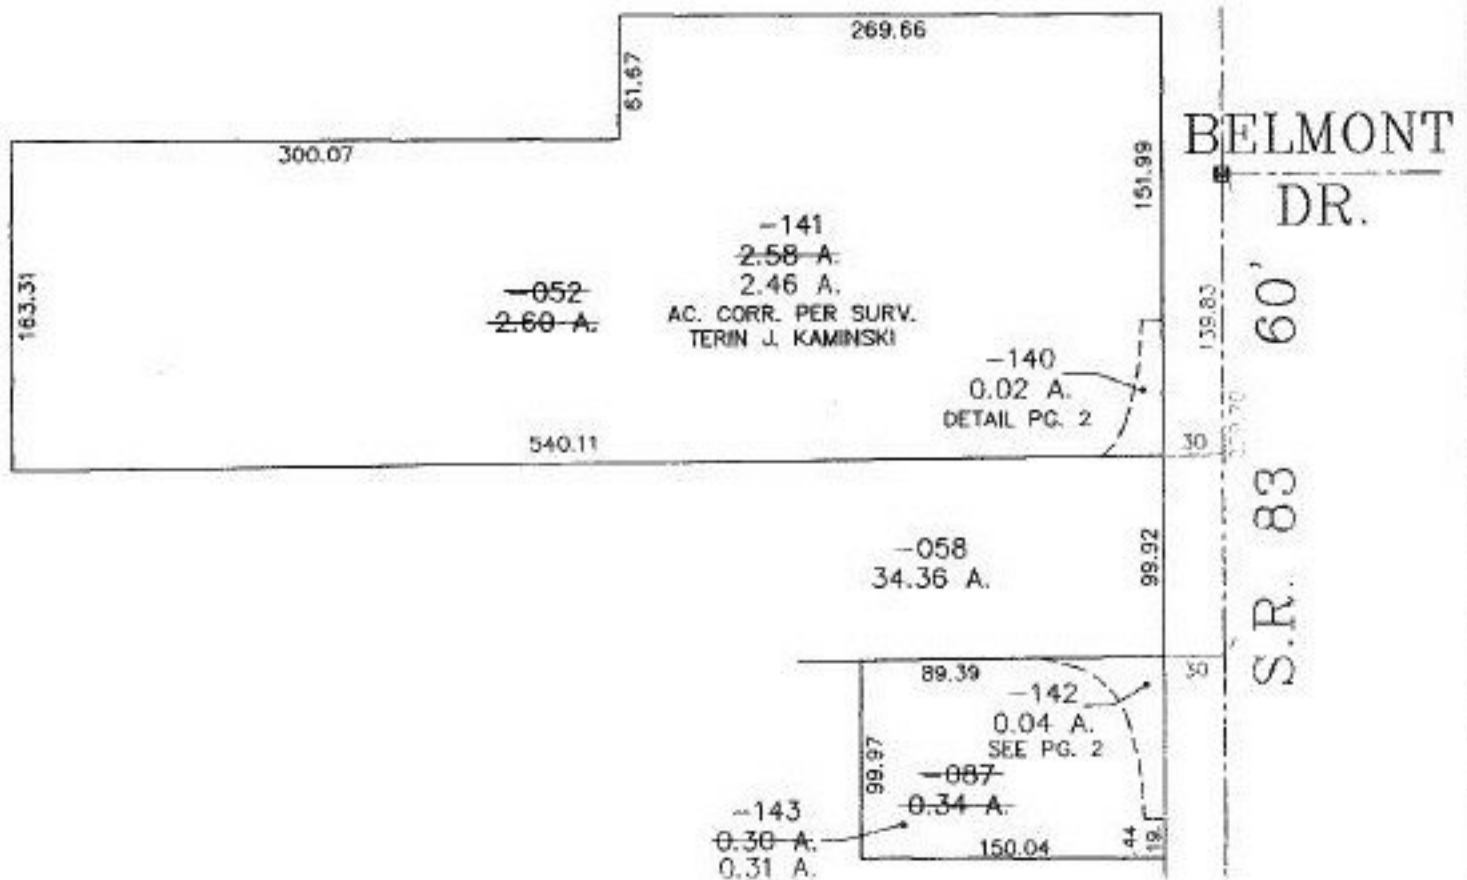 269.66
61.67
300.07
BELMONT
DR.
151.99
-141
2.58 A.
2.46 A.
AC. CORR. PER SURV.
TERIN J. KAMINSKI
-052
2.60 A.
163.31
139.83
60'
-140
0.02 A.
DETAIL PG. 2
540.11
30
S.R. 83
-058
34.36 A.
99.92
30
89.39
-142
0.04 A.
SEE PG. 2
99.97
-087
0.34 A.
-143
0.30 A.
0.31 A.
150.04
19.44